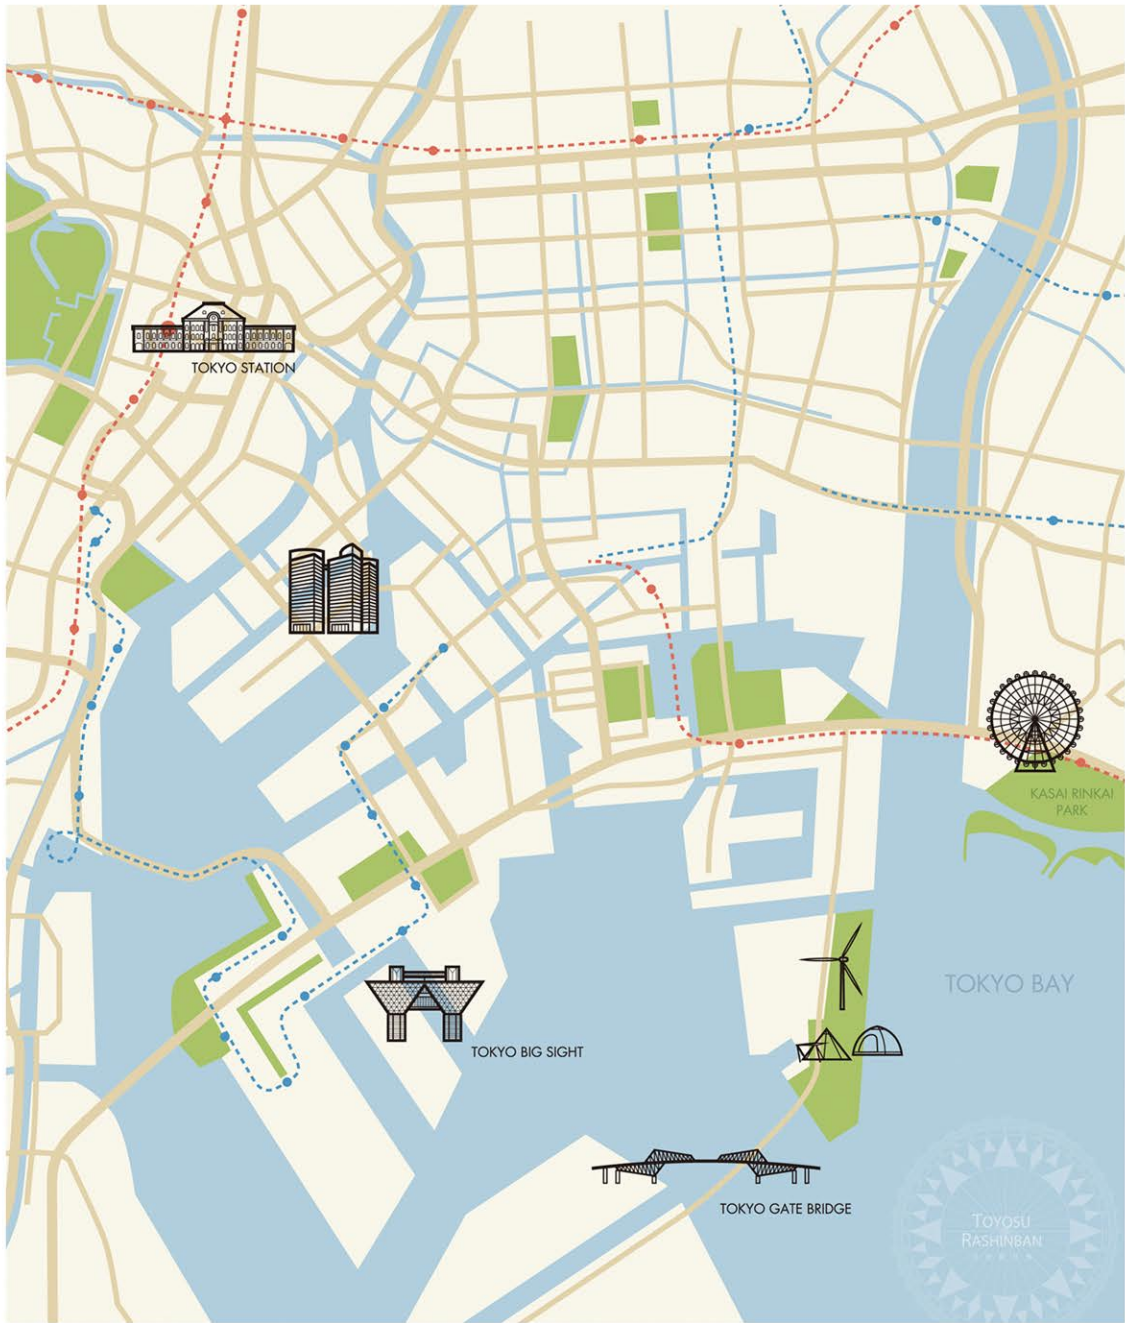 TOKYO STATION
KASAI RINKAI
PARK
TOKYO BAY
TOKYO BIG SIGHT
TOKYO GATE BRIDGE
TOYOSU
RASHINBAN